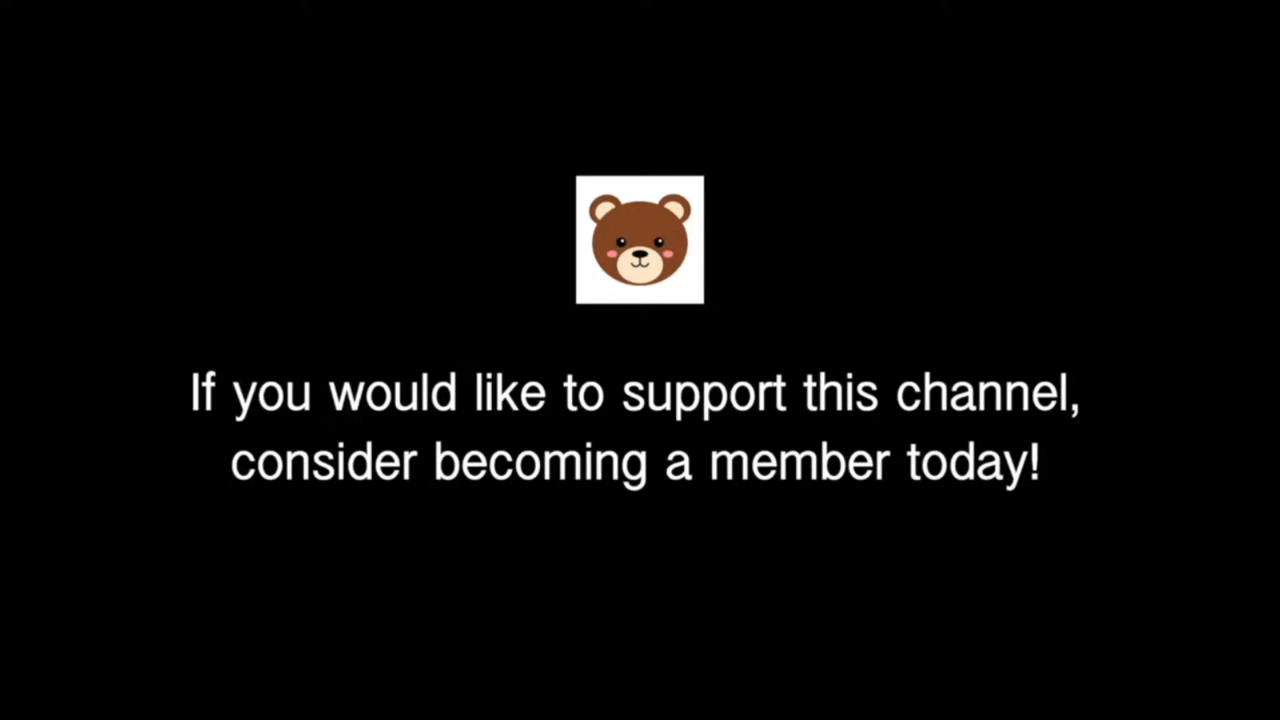 If you would like to support this channel,
consider becoming a member today!